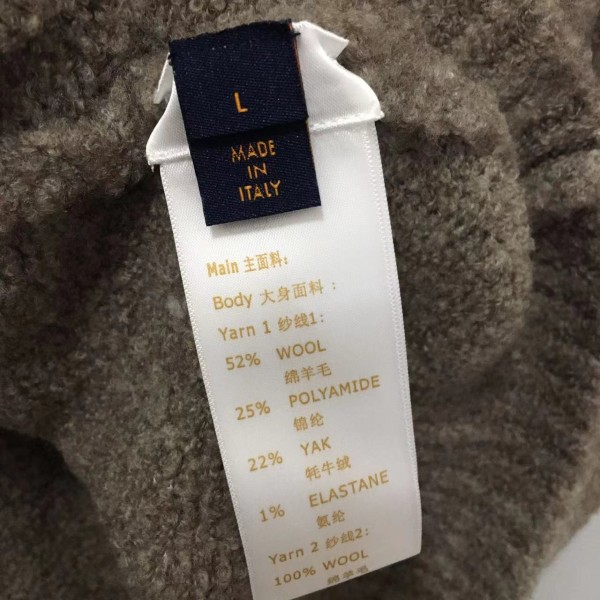 L
MADE
IN
ITALY
Main 主面料:
Body 大身面料 :
Yarn 1 纱线1:
52% WOOL
绵羊毛
25% POLYAMIDE
锦纶
22% YAK
牦牛绒
1% ELASTANE
氨纶
Yarn 2 纱线2:
100% WOOL
绵羊毛